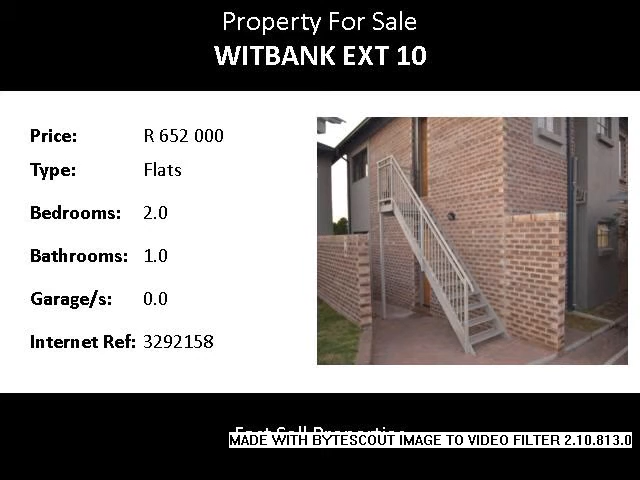 Property For Sale
WITBANK EXT 10
Price: R 652 000
Type: Flats
Bedrooms: 2.0
Bathrooms: 1.0
Garage/s: 0.0
Internet Ref: 3292158
MADE WITH BYTESCOUT IMAGE TO VIDEO FILTER 2.10.813.0